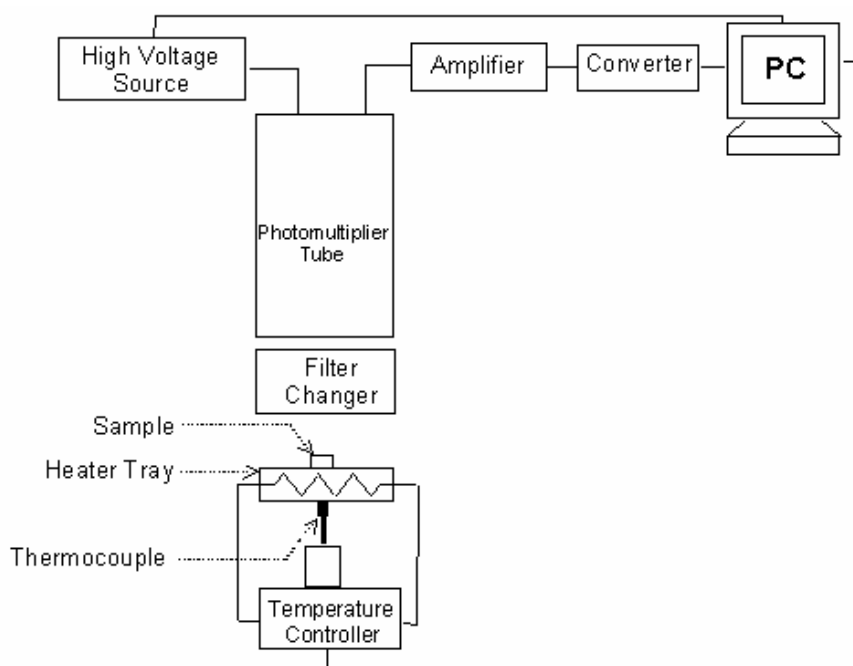 High Voltage
Source
Amplifier
Converter
PC
Photomultiplier
Tube
Filter
Changer
Sample
Heater Tray
Thermocouple
Temperature
Controller